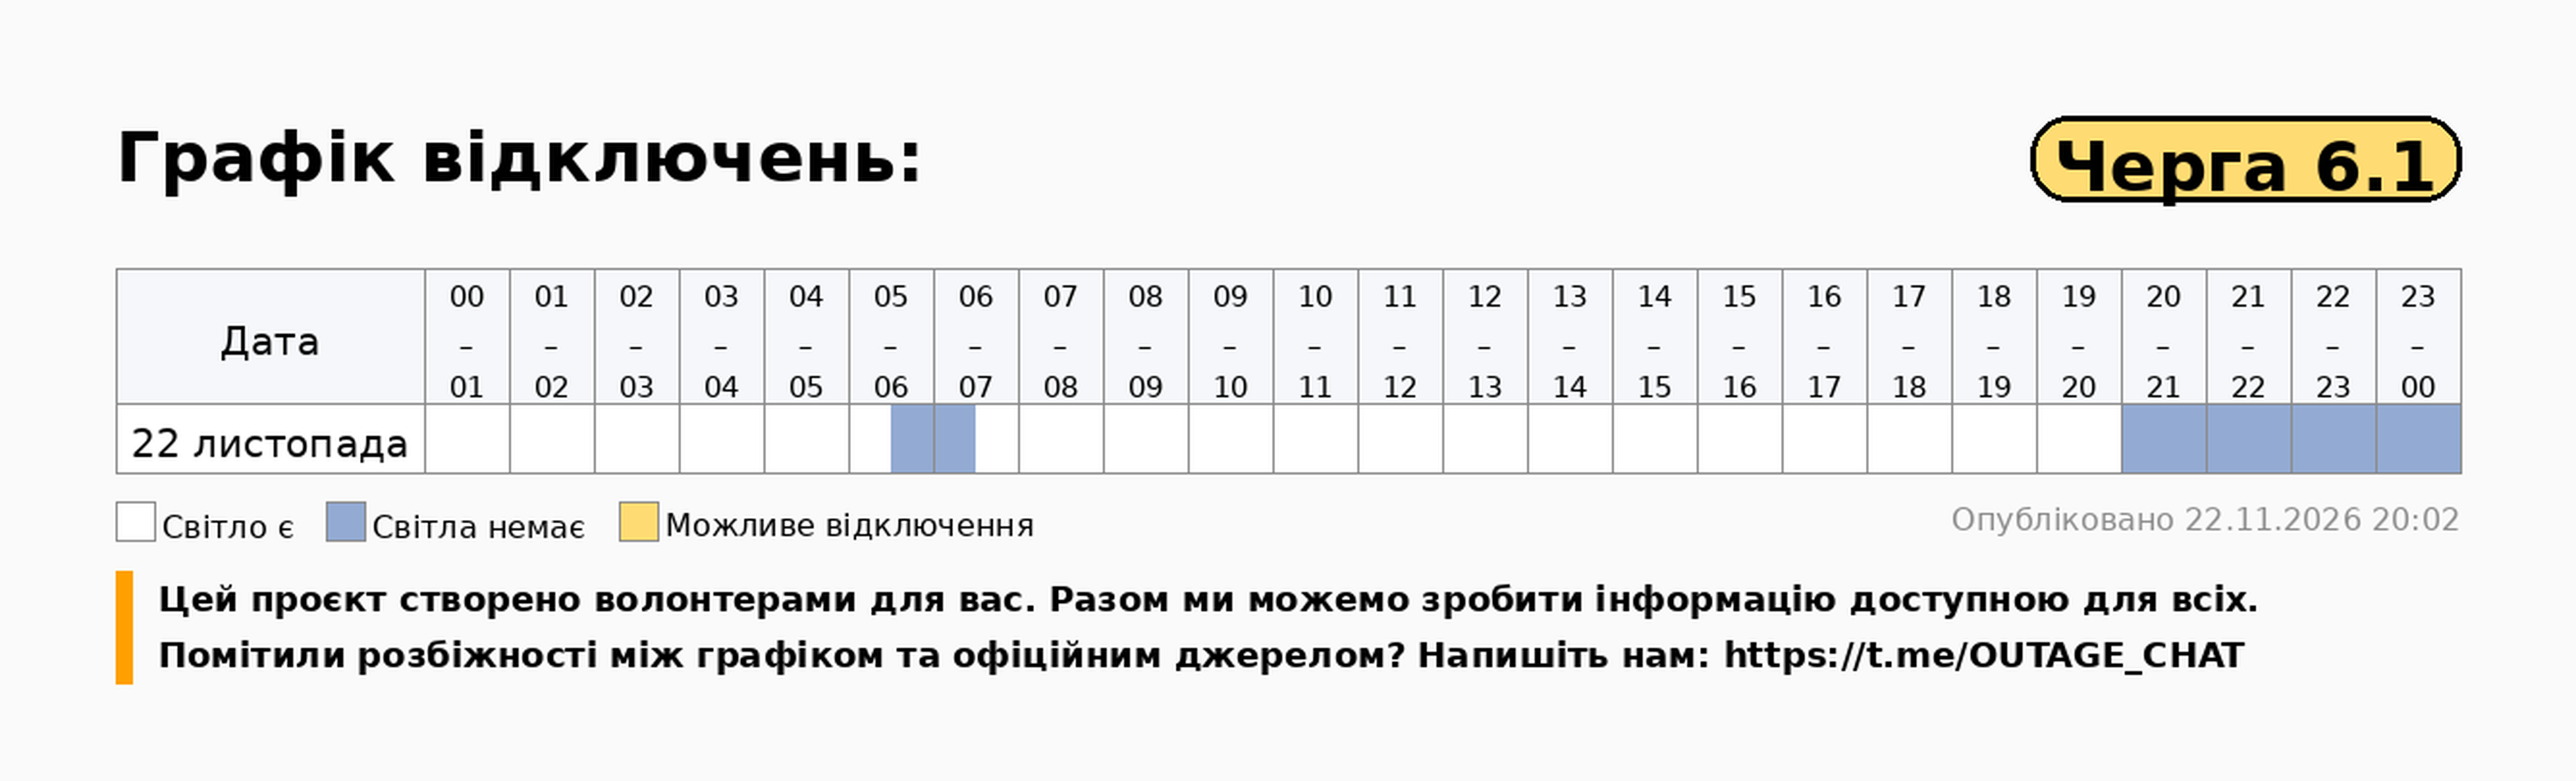 Графік відключень:
Черга 6.1
Дата 00 – 01 01 – 02 02 – 03 03 – 04 04 – 05 05 – 06 06 – 07 07 – 08 08 – 09 09 – 10 10 – 11 11 – 12 12 – 13 13 – 14 14 – 15 15 – 16 16 – 17 17 – 18 18 – 19 19 – 20 20 – 21 21 – 22 22 – 23 23 – 00
22 листопада
Світло є Світла немає Можливе відключення
Опубліковано 22.11.2026 20:02
Цей проєкт створено волонтерами для вас. Разом ми можемо зробити інформацію доступною для всіх.
Помітили розбіжності між графіком та офіційним джерелом? Напишіть нам: https://t.me/OUTAGE_CHAT